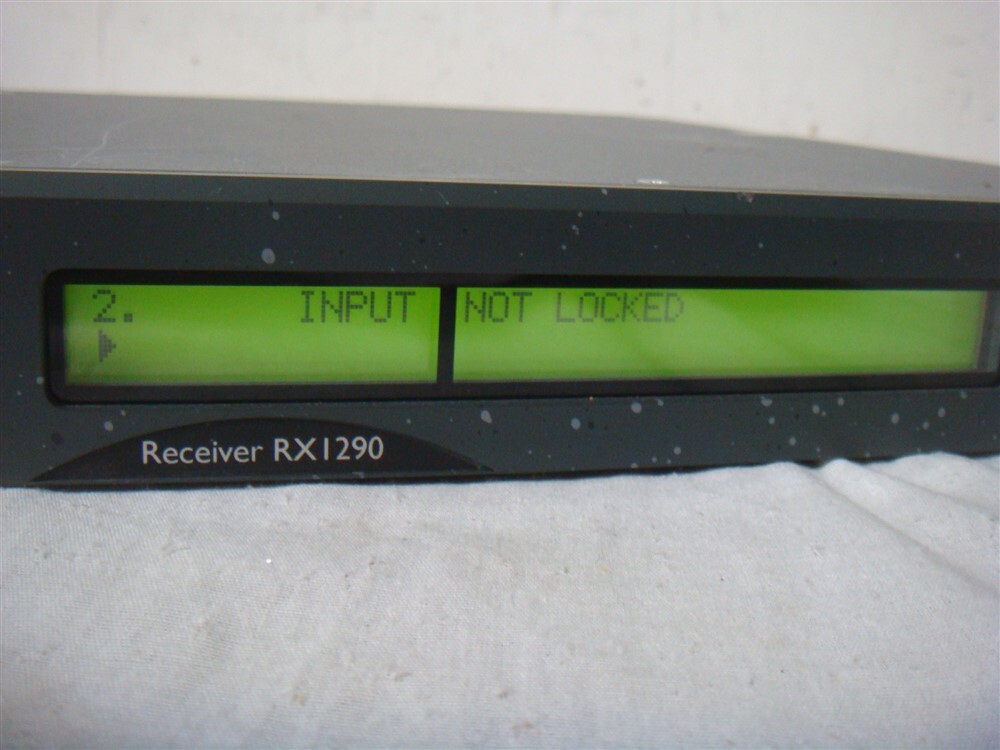 2. INPUT NOT LOCKED
Receiver RX1290